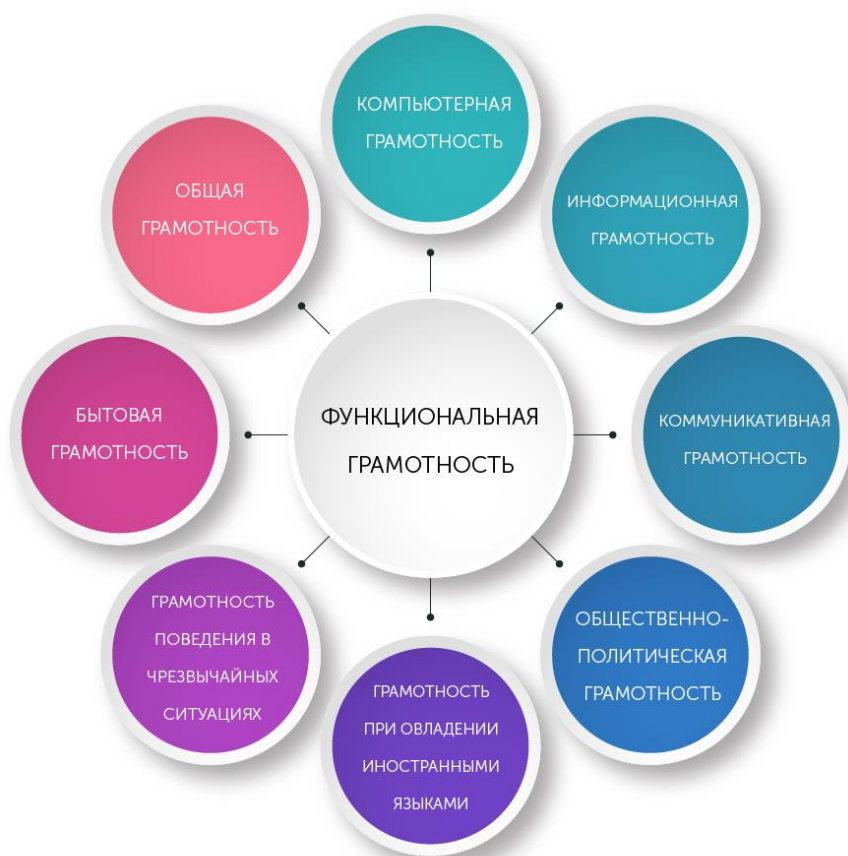 КОМПЬЮТЕРНАЯ
ГРАМОТНОСТЬ
ОБЩАЯ
ГРАМОТНОСТЬ
ИНФОРМАЦИОННАЯ
ГРАМОТНОСТЬ
БЫТОВАЯ
ГРАМОТНОСТЬ
ФУНКЦИОНАЛЬНАЯ
ГРАМОТНОСТЬ
КОММУНИКАТИВНАЯ
ГРАМОТНОСТЬ
ГРАМОТНОСТЬ
ПОВЕДЕНИЯ В
ЧРЕЗВЫЧАЙНЫХ
СИТУАЦИЯХ
ГРАМОТНОСТЬ
ПРИ ОВЛАДЕНИИ
ИНОСТРАННЫМИ
ЯЗЫКАМИ
ОБЩЕСТВЕННО-
ПОЛИТИЧЕСКАЯ
ГРАМОТНОСТЬ